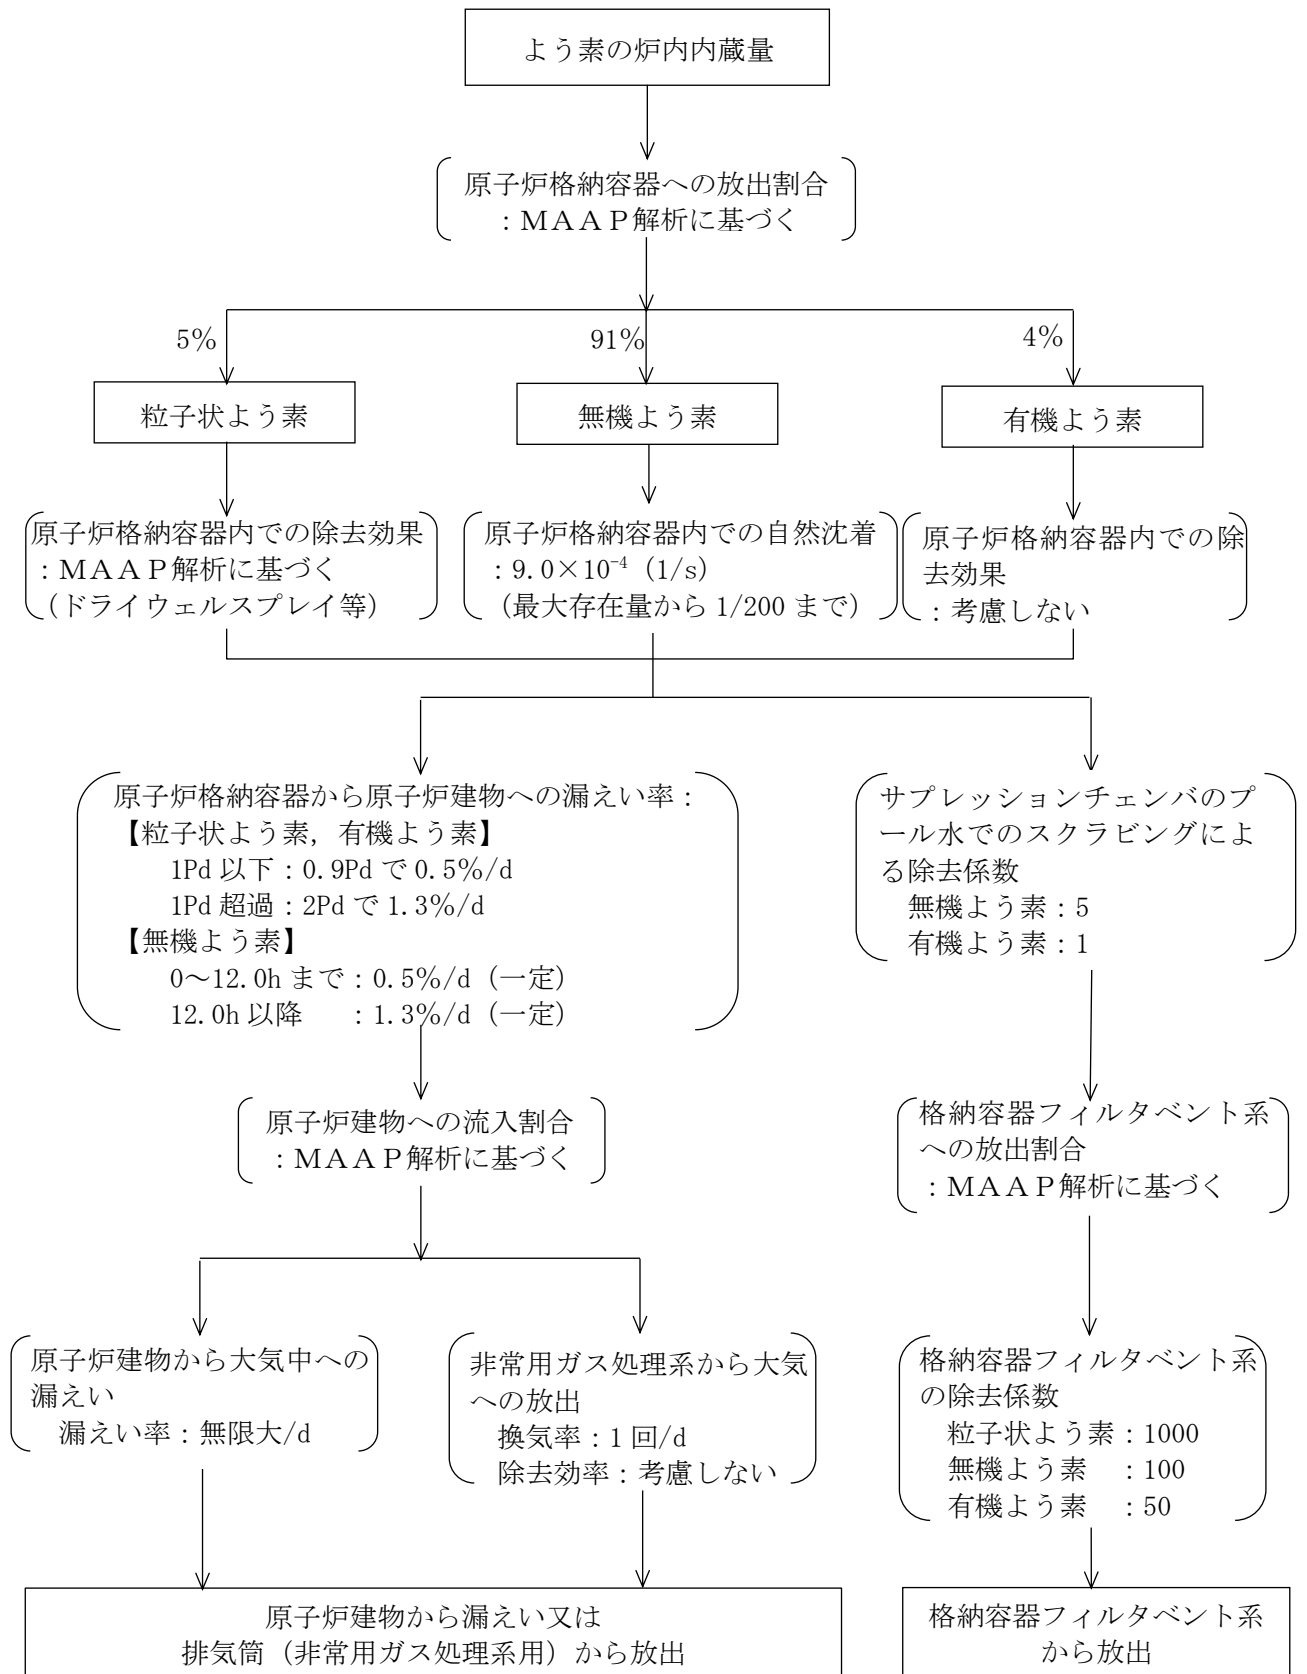 よう素の炉内内蔵量
原子炉格納容器への放出割合
：ＭＡＡＰ解析に基づく
5%
91%
4%
粒子状よう素
無機よう素
有機よう素
原子炉格納容器内での除去効果
：ＭＡＡＰ解析に基づく
（ドライウェルスプレイ等）
原子炉格納容器内での自然沈着
：9.0×10⁻⁴（1/s）
（最大存在量から 1/200 まで）
原子炉格納容器内での除
去効果
：考慮しない
原子炉格納容器から原子炉建物への漏えい率：
【粒子状よう素，有機よう素】
1Pd 以下：0.9Pd で 0.5%/d
1Pd 超過：2Pd で 1.3%/d
【無機よう素】
0～12.0h まで：0.5%/d（一定）
12.0h 以降　：1.3%/d（一定）
サプレッションチェンバのプ
ール水でのスクラビングによ
る除去係数
無機よう素：5
有機よう素：1
原子炉建物への流入割合
：ＭＡＡＰ解析に基づく
格納容器フィルタベント系
への放出割合
：ＭＡＡＰ解析に基づく
原子炉建物から大気中への
漏えい
漏えい率：無限大/d
非常用ガス処理系から大気
への放出
換気率：1 回/d
除去効率：考慮しない
格納容器フィルタベント系
の除去係数
粒子状よう素：1000
無機よう素　：100
有機よう素　：50
原子炉建物から漏えい又は
排気筒（非常用ガス処理系用）から放出
格納容器フィルタベント系
から放出